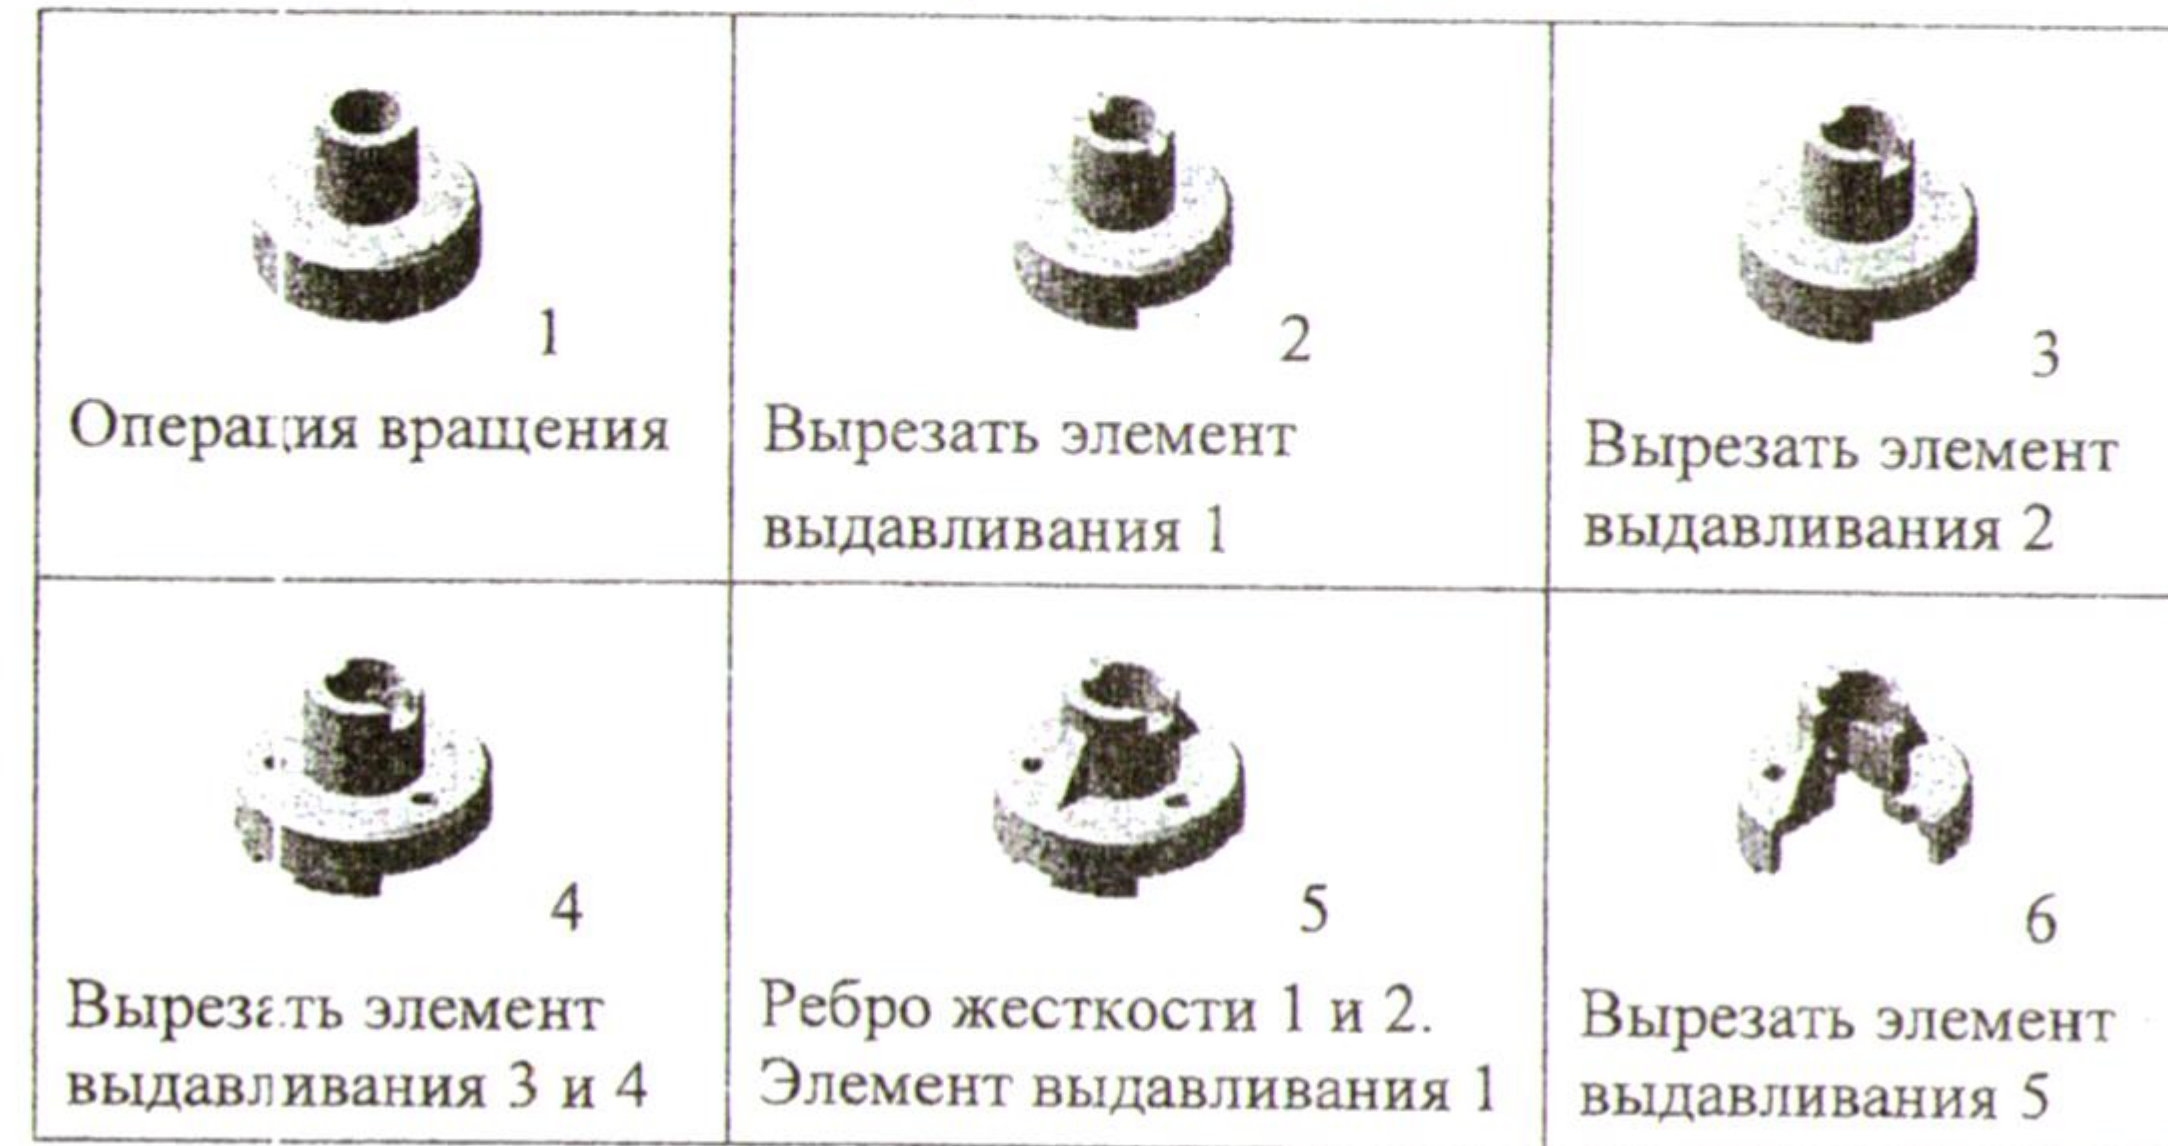 1
Операция вращения
2
Вырезать элемент
выдавливания 1
3
Вырезать элемент
выдавливания 2
4
Вырезать элемент
выдавливания 3 и 4
5
Ребро жесткости 1 и 2.
Элемент выдавливания 1
6
Вырезать элемент
выдавливания 5